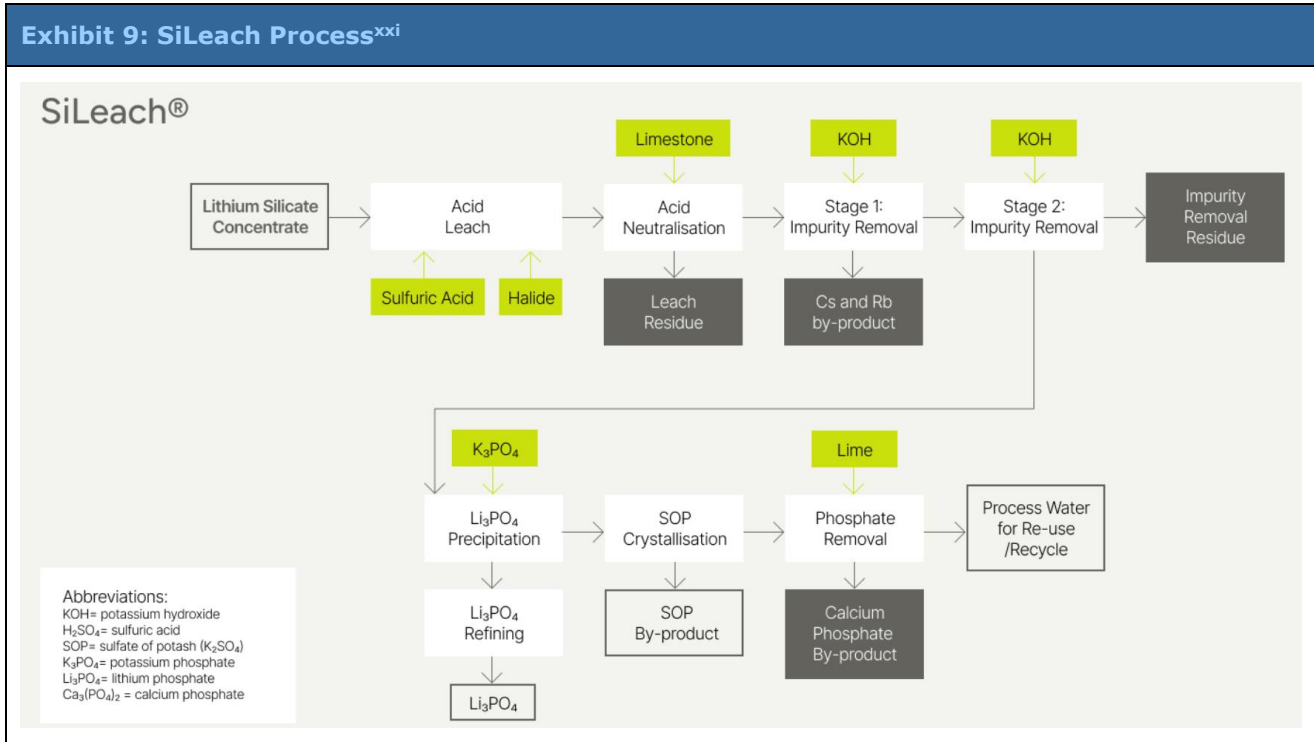 Exhibit 9: SiLeach Processˣˣⁱ
SiLeach®
Limestone
KOH
KOH
Lithium Silicate
Concentrate
Acid
Leach
Acid
Neutralisation
Stage 1:
Impurity Removal
Stage 2:
Impurity Removal
Impurity
Removal
Residue
Sulfuric Acid
Halide
Leach
Residue
Cs and Rb
by-product
K₃PO₄
Lime
Li₃PO₄
Precipitation
SOP
Crystallisation
Phosphate
Removal
Process Water
for Re-use
/Recycle
Li₃PO₄
Refining
SOP
By-product
Calcium
Phosphate
By-product
Li₃PO₄
Abbreviations:
KOH= potassium hydroxide
H₂SO₄= sulfuric acid
SOP= sulfate of potash (K₂SO₄)
K₃PO₄= potassium phosphate
Li₃PO₄= lithium phosphate
Ca₃(PO₄)₂ = calcium phosphate